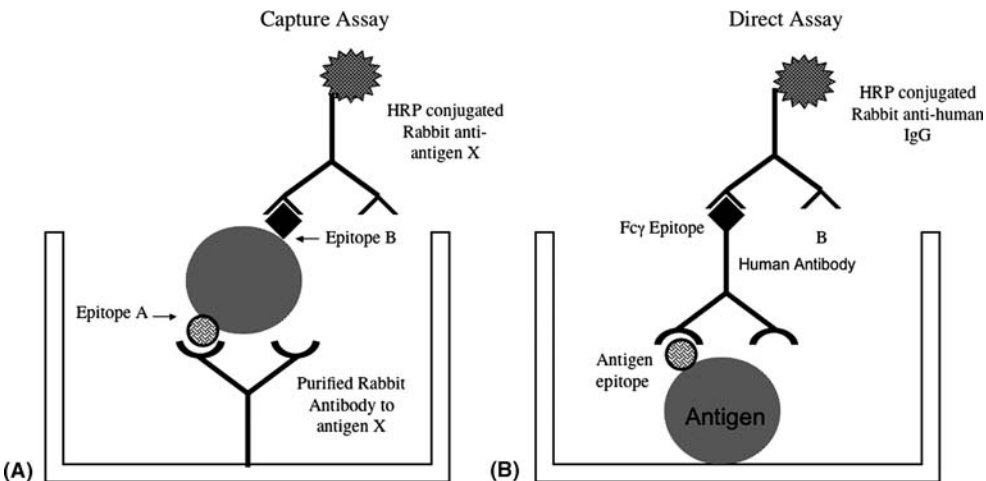 Capture Assay
HRP conjugated
Rabbit anti-
antigen X
Epitope B
Epitope A
Purified Rabbit
Antibody to
antigen X
(A)
Direct Assay
HRP conjugated
Rabbit anti-human
IgG
Fcγ Epitope
B
Human Antibody
Antigen
epitope
Antigen
(B)